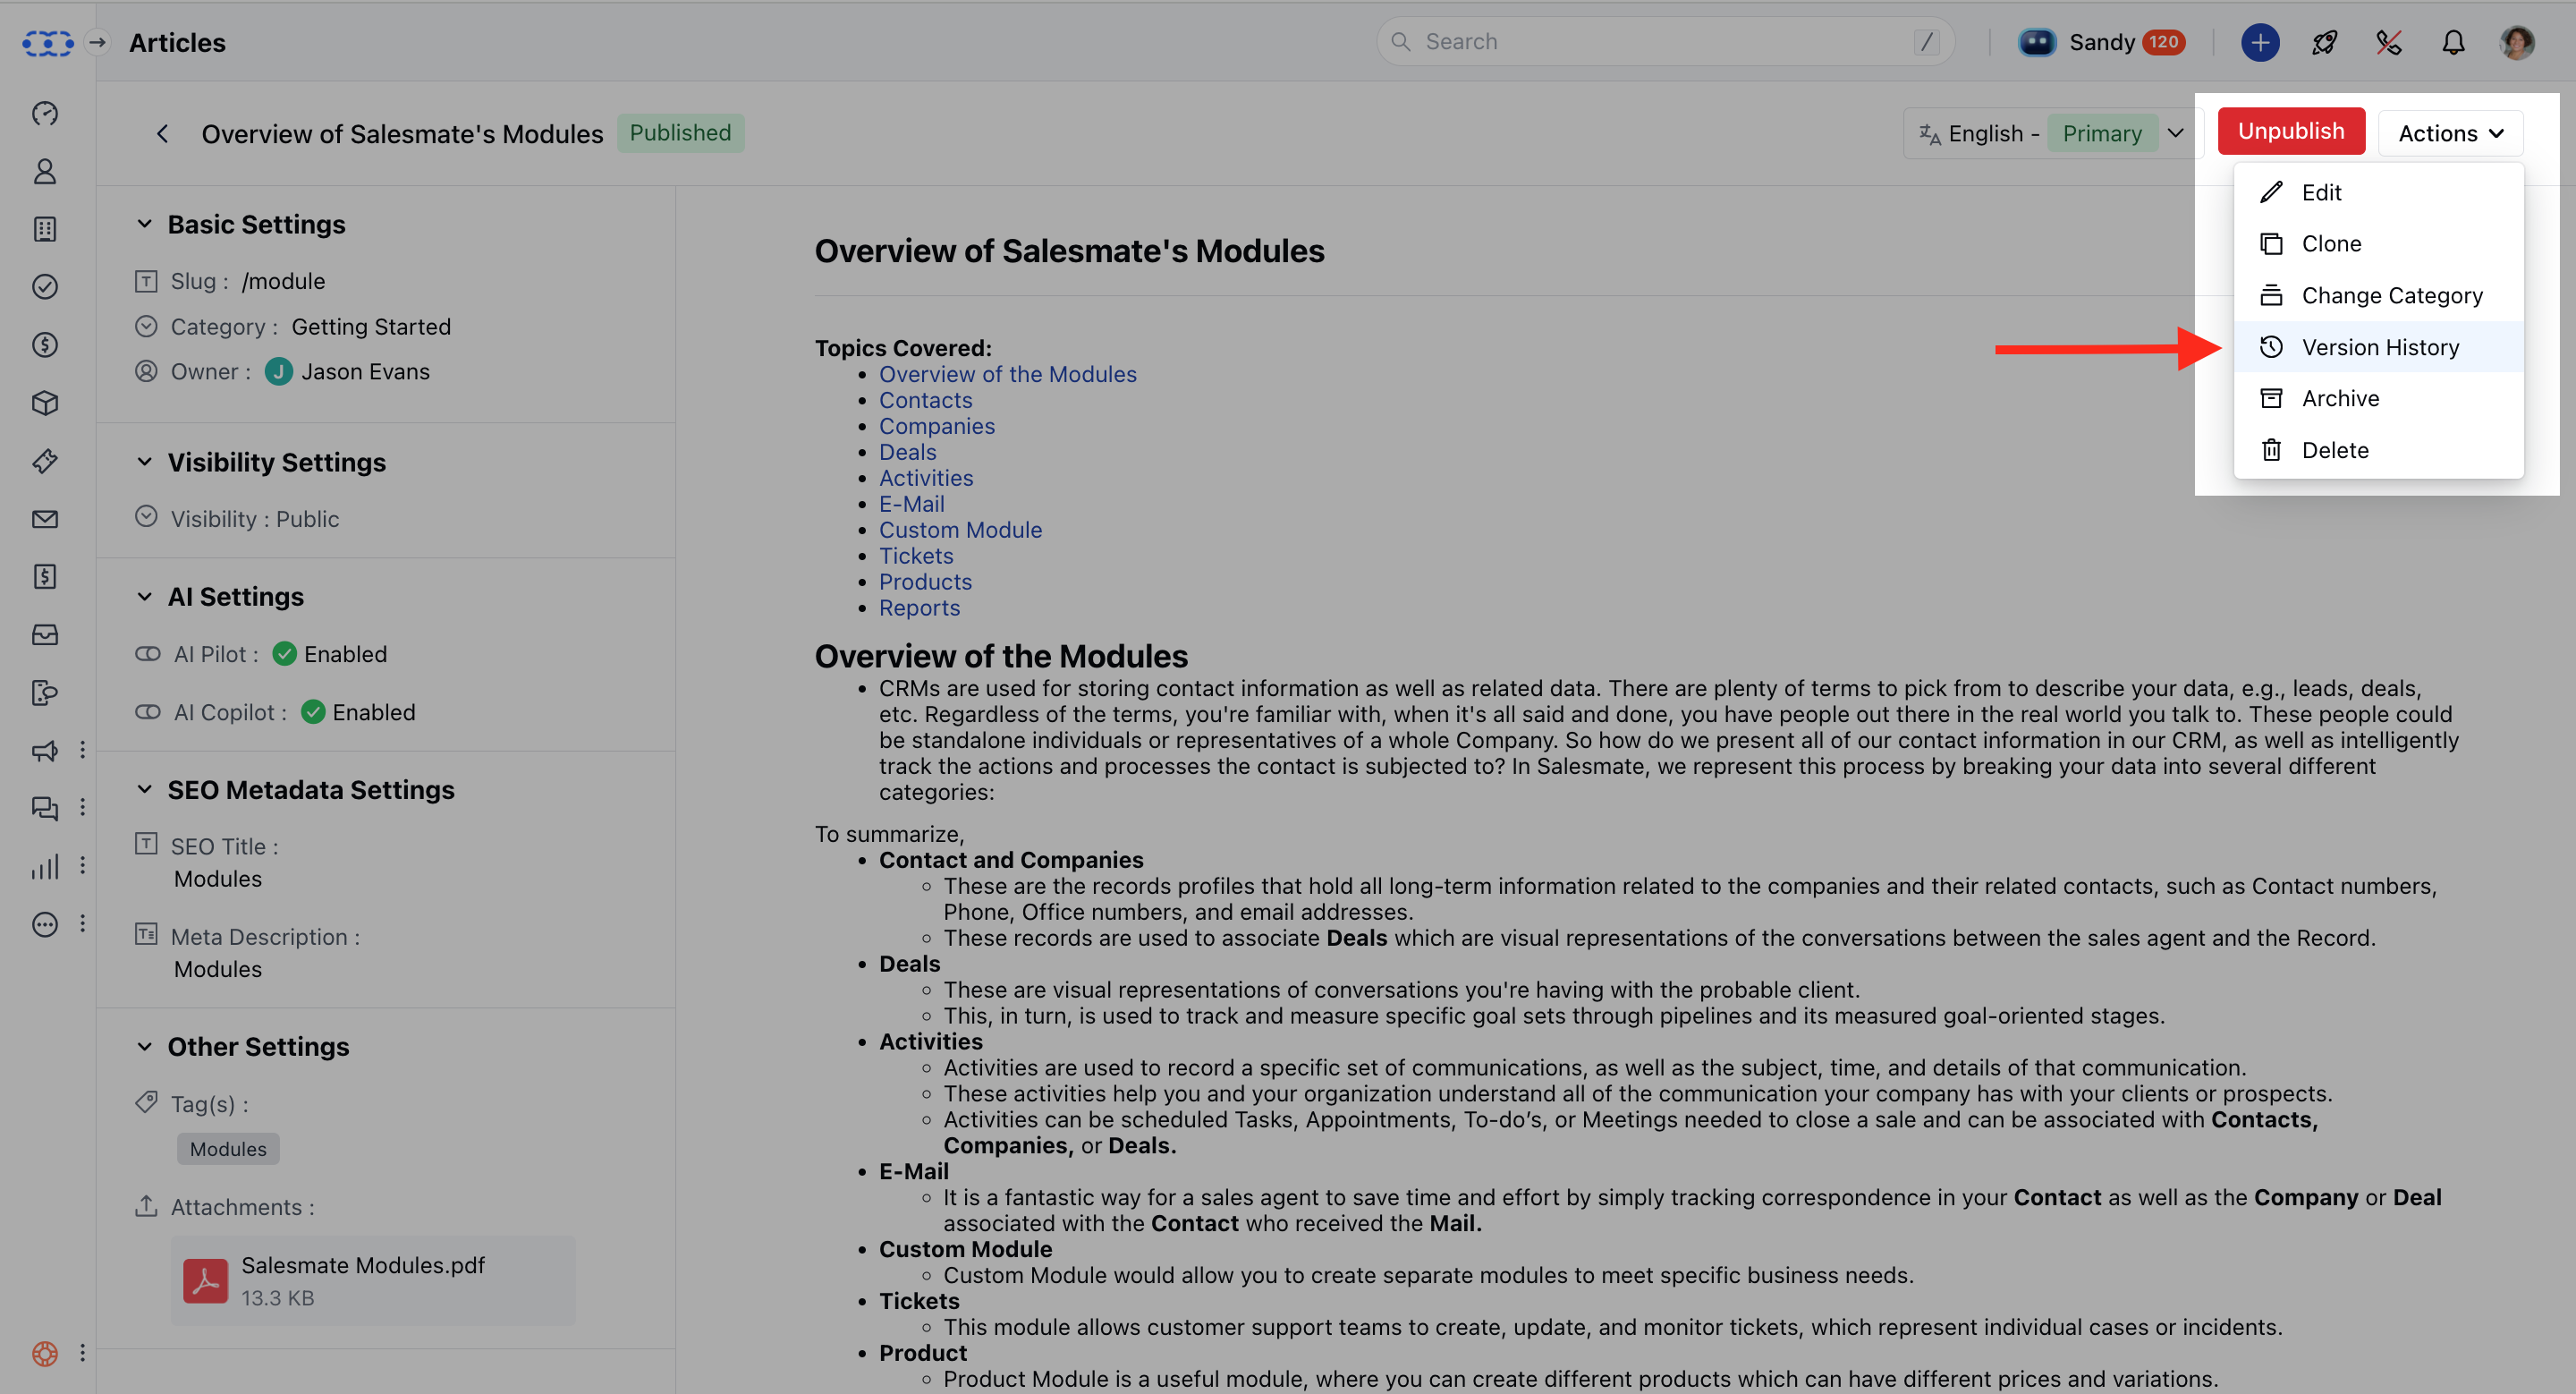 Articles
Search
/
Sandy 120
Overview of Salesmate's Modules Published
English - Primary
Unpublish
Actions
Edit
Clone
Change Category
Version History
Archive
Delete
Basic Settings
Slug : /module
Category : Getting Started
Owner : J Jason Evans
Visibility Settings
Visibility : Public
AI Settings
AI Pilot : Enabled
AI Copilot : Enabled
SEO Metadata Settings
SEO Title :
Modules
Meta Description :
Modules
Other Settings
Tag(s) :
Modules
Attachments :
Salesmate Modules.pdf
13.3 KB
Overview of Salesmate's Modules
Topics Covered:
Overview of the Modules
Contacts
Companies
Deals
Activities
E-Mail
Custom Module
Tickets
Products
Reports
Overview of the Modules
CRMs are used for storing contact information as well as related data. There are plenty of terms to pick from to describe your data, e.g., leads, deals,
etc. Regardless of the terms, you're familiar with, when it's all said and done, you have people out there in the real world you talk to. These people could
be standalone individuals or representatives of a whole Company. So how do we present all of our contact information in our CRM, as well as intelligently
track the actions and processes the contact is subjected to? In Salesmate, we represent this process by breaking your data into several different
categories:
To summarize,
Contact and Companies
These are the records profiles that hold all long-term information related to the companies and their related contacts, such as Contact numbers,
Phone, Office numbers, and email addresses.
These records are used to associate Deals which are visual representations of the conversations between the sales agent and the Record.
Deals
These are visual representations of conversations you're having with the probable client.
This, in turn, is used to track and measure specific goal sets through pipelines and its measured goal-oriented stages.
Activities
Activities are used to record a specific set of communications, as well as the subject, time, and details of that communication.
These activities help you and your organization understand all of the communication your company has with your clients or prospects.
Activities can be scheduled Tasks, Appointments, To-do’s, or Meetings needed to close a sale and can be associated with Contacts,
Companies, or Deals.
E-Mail
It is a fantastic way for a sales agent to save time and effort by simply tracking correspondence in your Contact as well as the Company or Deal
associated with the Contact who received the Mail.
Custom Module
Custom Module would allow you to create separate modules to meet specific business needs.
Tickets
This module allows customer support teams to create, update, and monitor tickets, which represent individual cases or incidents.
Product
Product Module is a useful module, where you can create different products which can have different prices and variations.